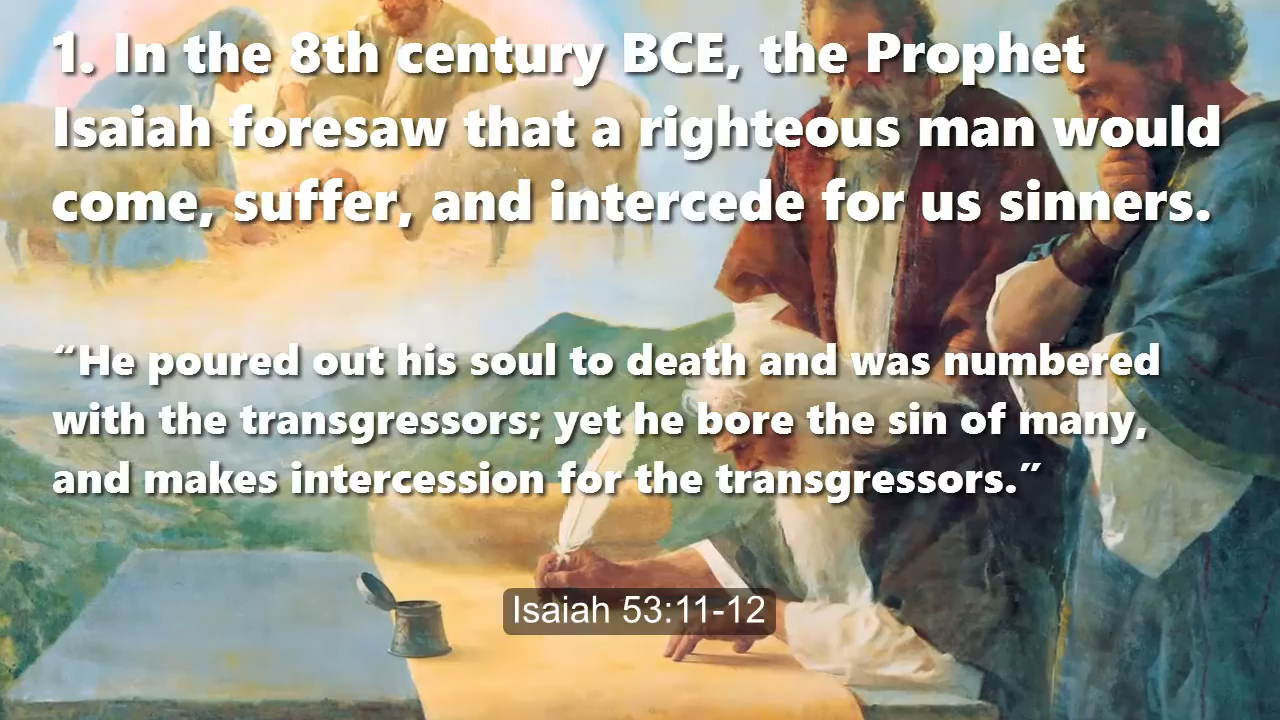 1. In the 8th century BCE, the Prophet
Isaiah foresaw that a righteous man would
come, suffer, and intercede for us sinners.
“He poured out his soul to death and was numbered
with the transgressors; yet he bore the sin of many,
and makes intercession for the transgressors.”
Isaiah 53:11-12